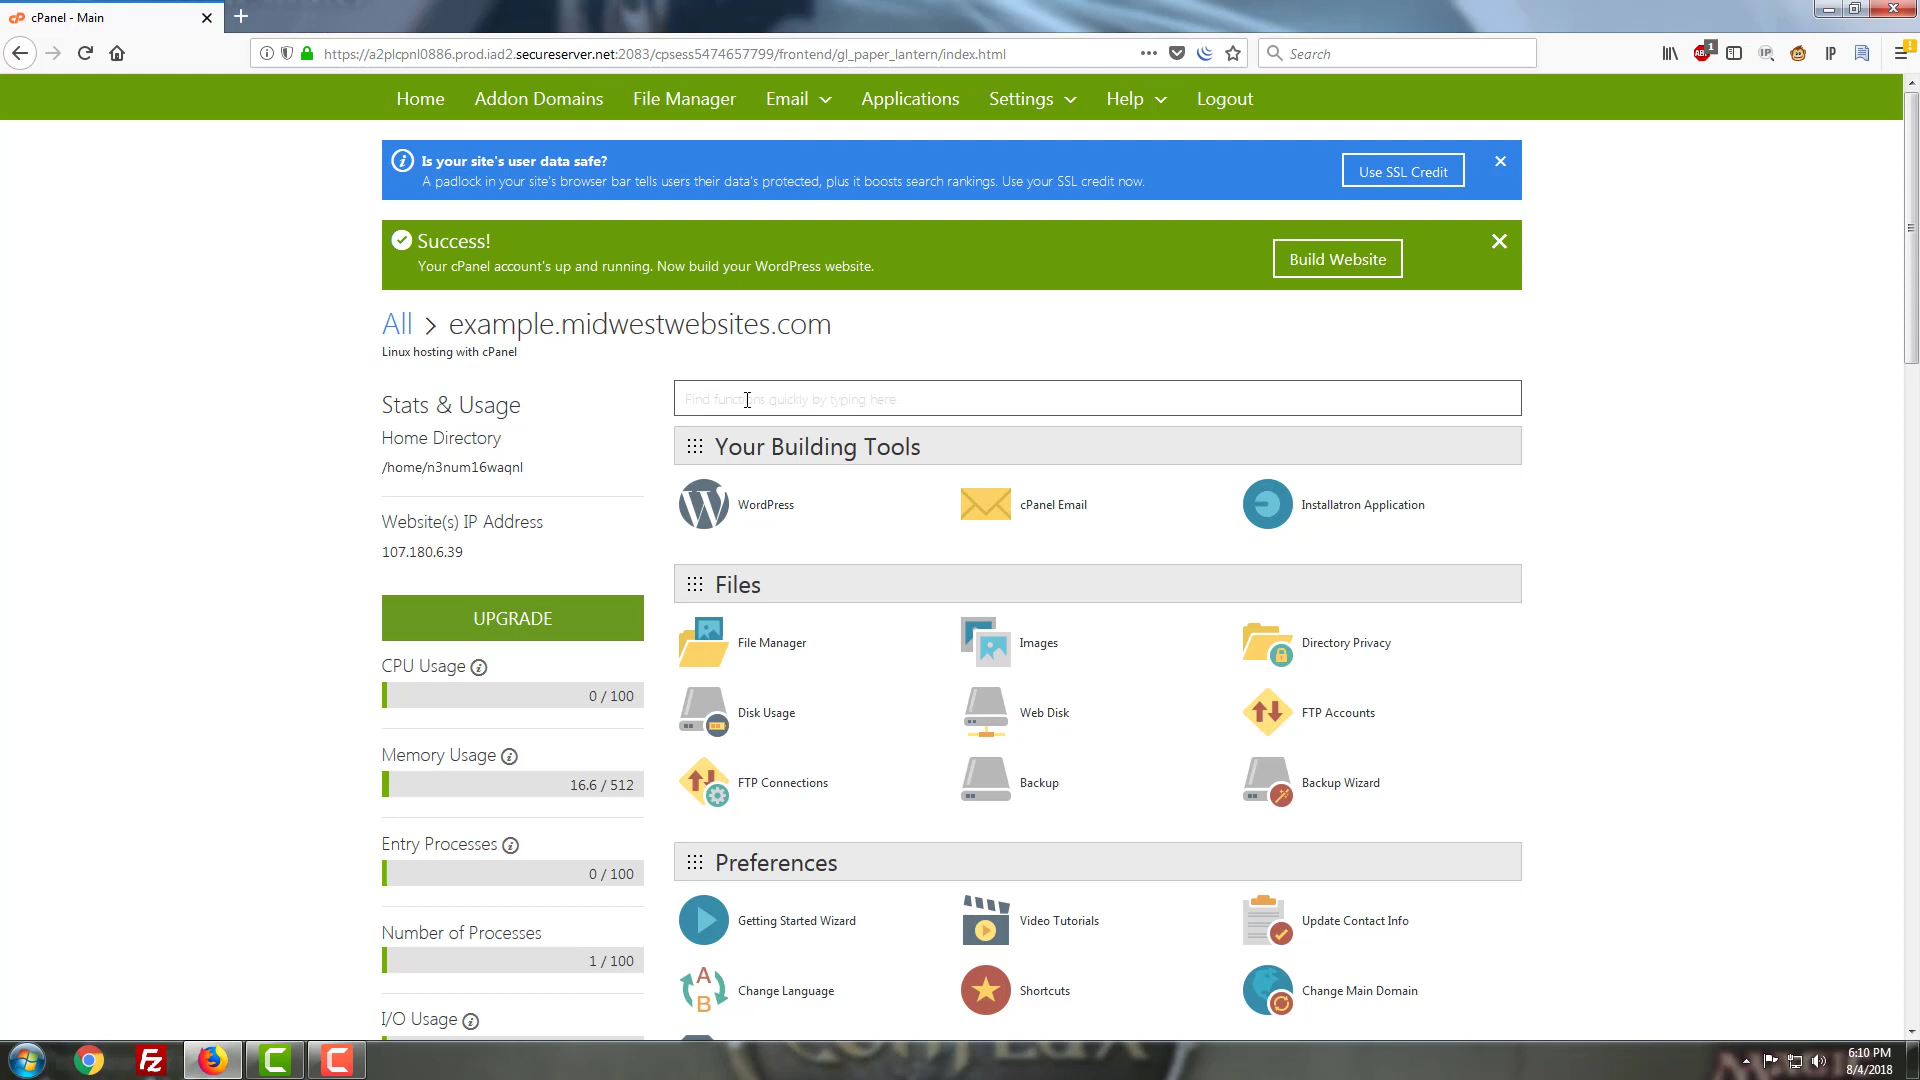 cPanel - Main
https://a2plcpnl0886.prod.iad2.secureserver.net:2083/cpsess5474657799/frontend/gl_paper_lantern/index.html
Search
Home
Addon Domains
File Manager
Email
Applications
Settings
Help
Logout
Is your site's user data safe?
A padlock in your site's browser bar tells users their data's protected, plus it boosts search rankings. Use your SSL credit now.
Use SSL Credit
Success!
Your cPanel account's up and running. Now build your WordPress website.
Build Website
All > example.midwestwebsites.com
Linux hosting with cPanel
Stats & Usage
Home Directory
/home/n3num16waqnl
Website(s) IP Address
107.180.6.39
UPGRADE
CPU Usage
0 / 100
Memory Usage
16.6 / 512
Entry Processes
0 / 100
Number of Processes
1 / 100
I/O Usage
Find functions quickly by typing here.
Your Building Tools
WordPress
cPanel Email
Installatron Application
Files
File Manager
Images
Directory Privacy
Disk Usage
Web Disk
FTP Accounts
FTP Connections
Backup
Backup Wizard
Preferences
Getting Started Wizard
Video Tutorials
Update Contact Info
Change Language
Shortcuts
Change Main Domain
6:10 PM
8/4/2018